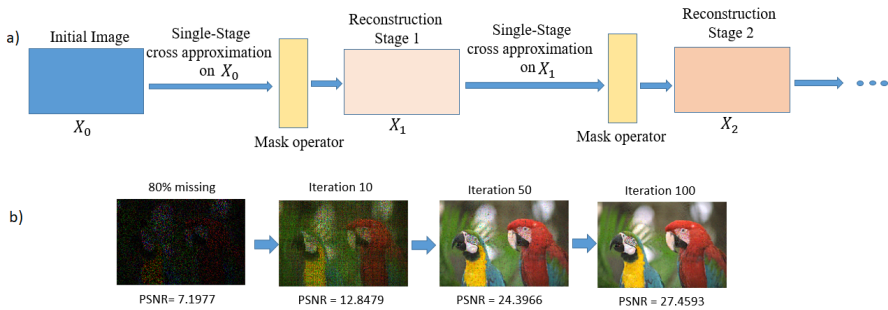 a)
Initial Image
X₀
Single-Stage
cross approximation
on X₀
Mask operator
Reconstruction
Stage 1
X₁
Single-Stage
cross approximation
on X₁
Mask operator
Reconstruction
Stage 2
X₂
b)
80% missing
Iteration 10
Iteration 50
Iteration 100
PSNR= 7.1977
PSNR = 12.8479
PSNR = 24.3966
PSNR = 27.4593